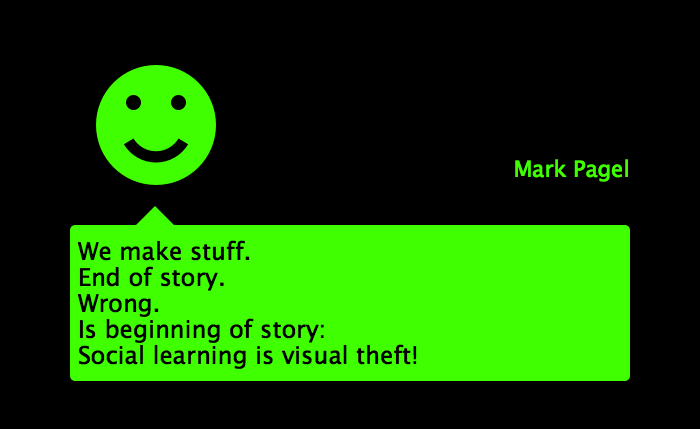 Mark Pagel
We make stuff.
End of story.
Wrong.
Is beginning of story:
Social learning is visual theft!